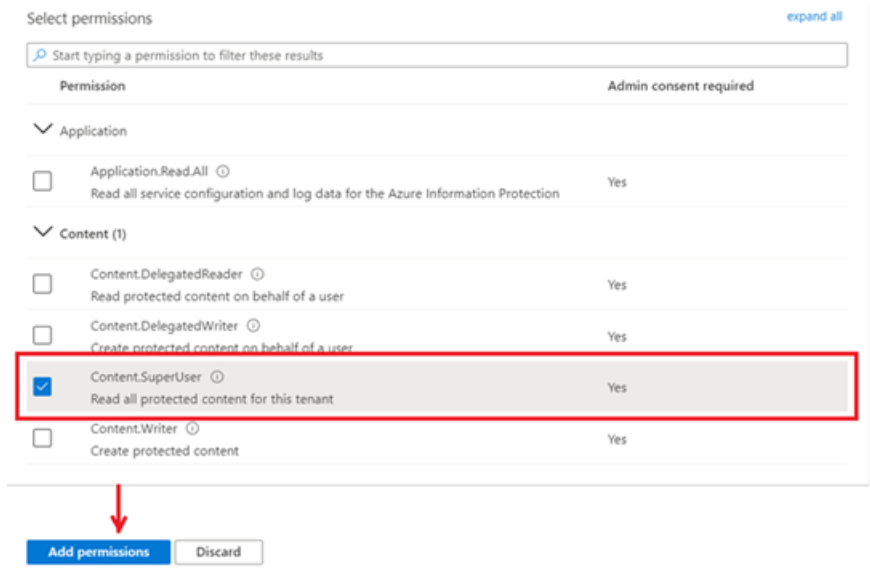 Select permissions
expand all
Start typing a permission to filter these results
Permission
Admin consent required
Application
Application.Read.All
Read all service configuration and log data for the Azure Information Protection
Yes
Content (1)
Content.DelegatedReader
Read protected content on behalf of a user
Yes
Content.DelegatedWriter
Create protected content on behalf of a user
Yes
Content.SuperUser
Read all protected content for this tenant
Yes
Content.Writer
Create protected content
Yes
Add permissions
Discard